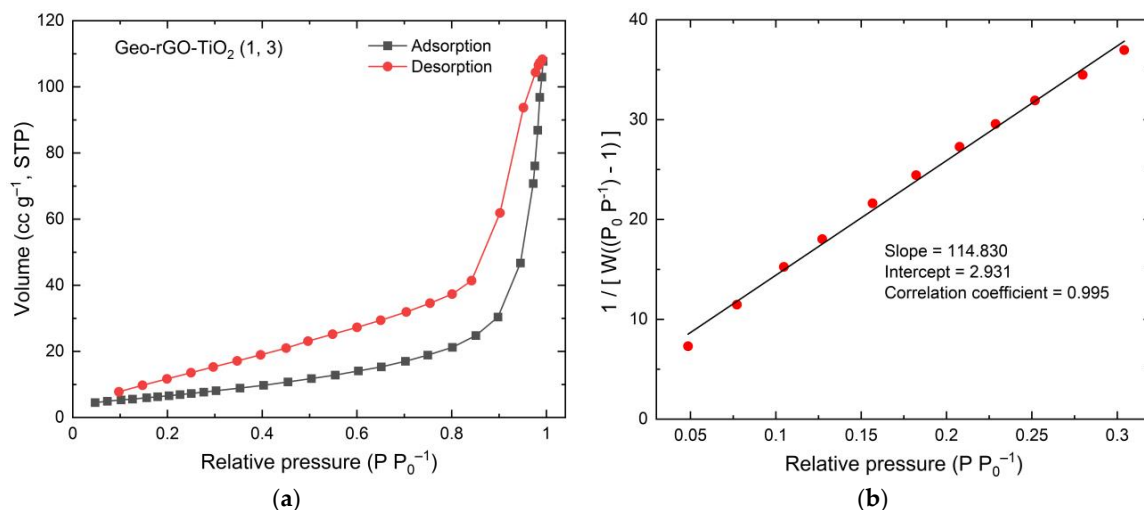 Geo-rGO-TiO₂ (1, 3)
Adsorption
Desorption
Volume (cc g⁻¹, STP)
120
100
80
60
40
20
0
0
0.2
0.4
0.6
0.8
1
Relative pressure (P P₀⁻¹)
(a)
1 / [ W((P₀ P⁻¹) - 1) ]
40
30
20
10
0
Slope = 114.830
Intercept = 2.931
Correlation coefficient = 0.995
0.05
0.1
0.15
0.2
0.25
0.3
Relative pressure (P P₀⁻¹)
(b)